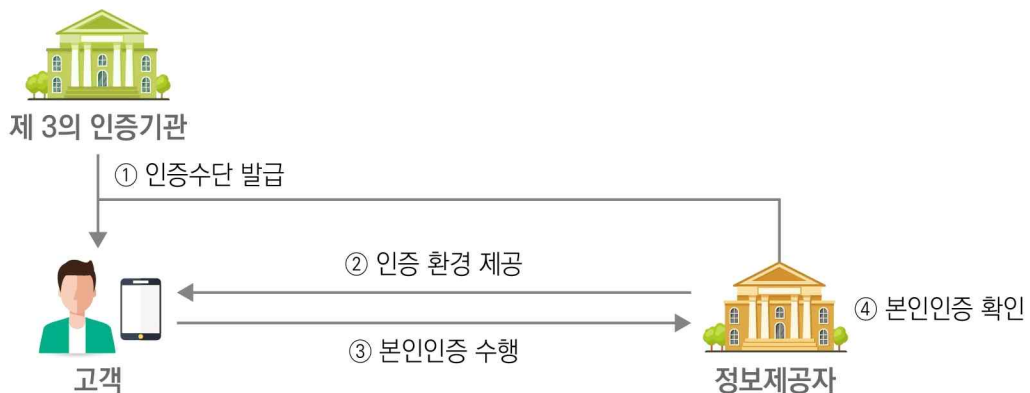 제 3의 인증기관
① 인증수단 발급
② 인증 환경 제공
④ 본인인증 확인
③ 본인인증 수행
고객
정보제공자